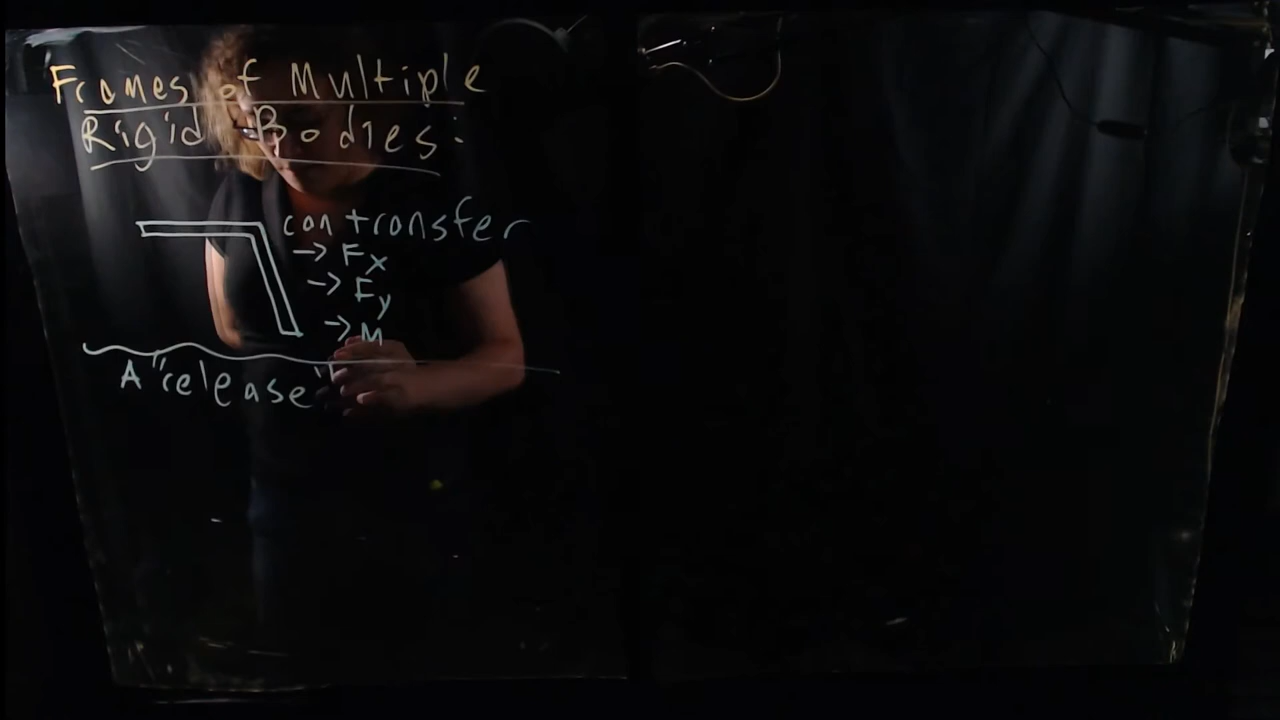 Frames of Multiple
Rigid Bodies:
can transfer
→ Fx
→ Fy
→ M
A "release"